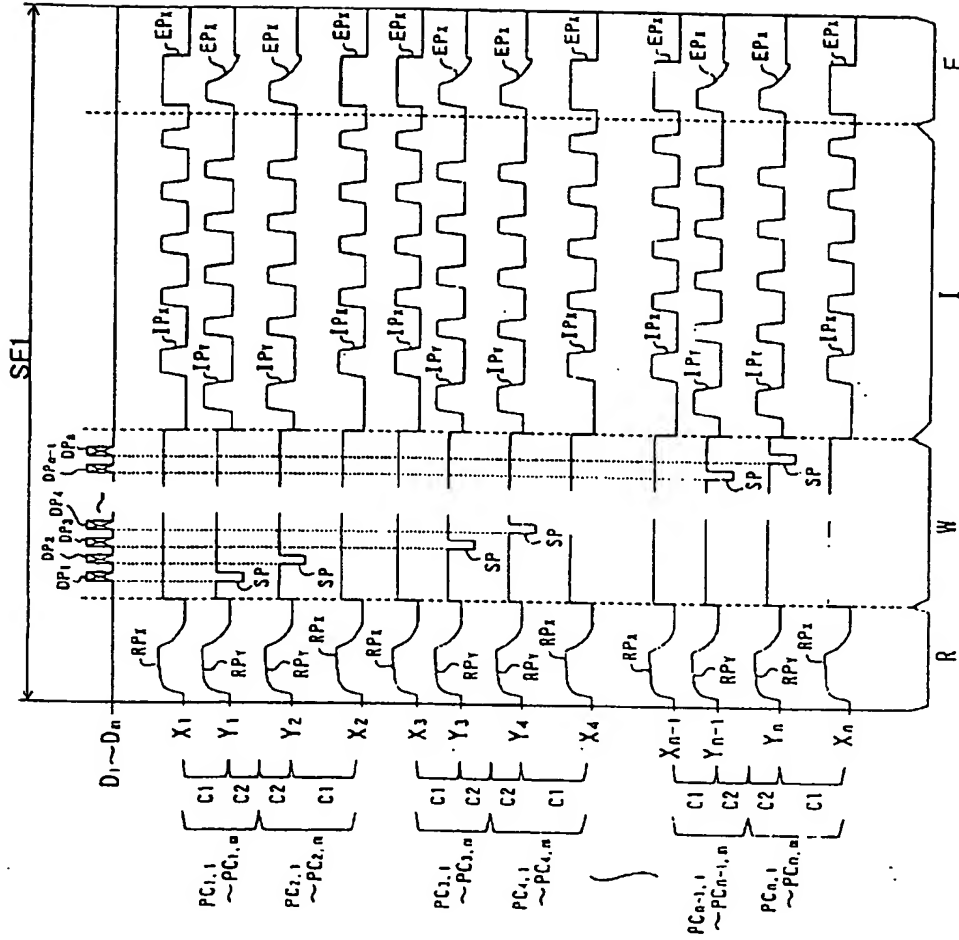 SF1
DP1 DP2 DP3 DP4 ~ DPn-1 DPn
D1~Dn
X1 RPX IPX EPX
PC1,1 ~PC1,m C1 C2 Y1 RPY SP IPY EPX
PC2,1 ~PC2,n C2 C1 Y2 RPY SP IPY EPX
X2 RPX IPX EPX
X3 RPX IPX EPX
PC3,1 ~PC3,n C1 C2 Y3 RPY SP IPY EPX
PC4,1 ~PC4,n C2 C1 Y4 RPY SP IPY EPX
X4 RPX IPX EPX
Xn-1 RPX IPX EPX
PCn-1,1 ~PCn-1,n C1 C2 Yn-1 RPY SP IPY EPX
PCn,1 ~PCn,m C2 C1 Yn RPY SP IPY EPX
Xn RPX IPX EPX
R W I E